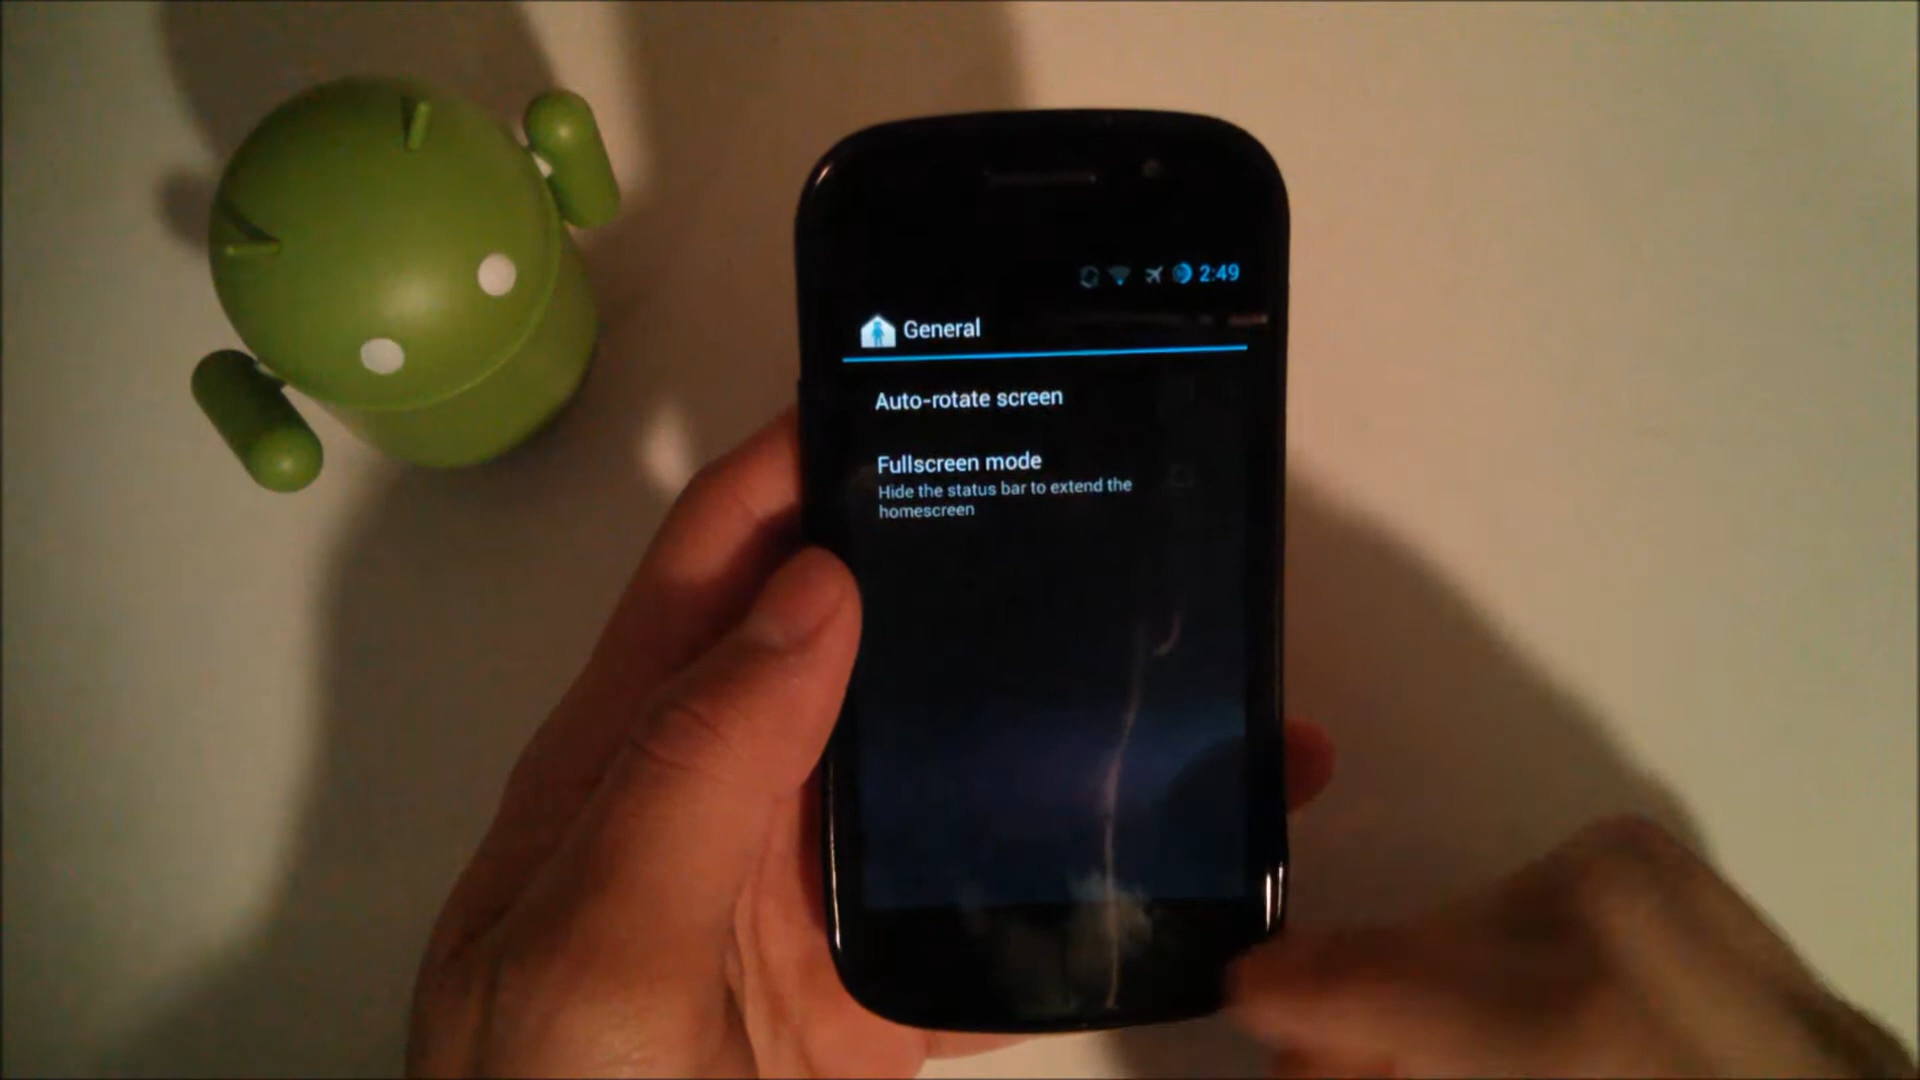 2:49
General
Auto-rotate screen
Fullscreen mode
Hide the status bar to extend the
homescreen